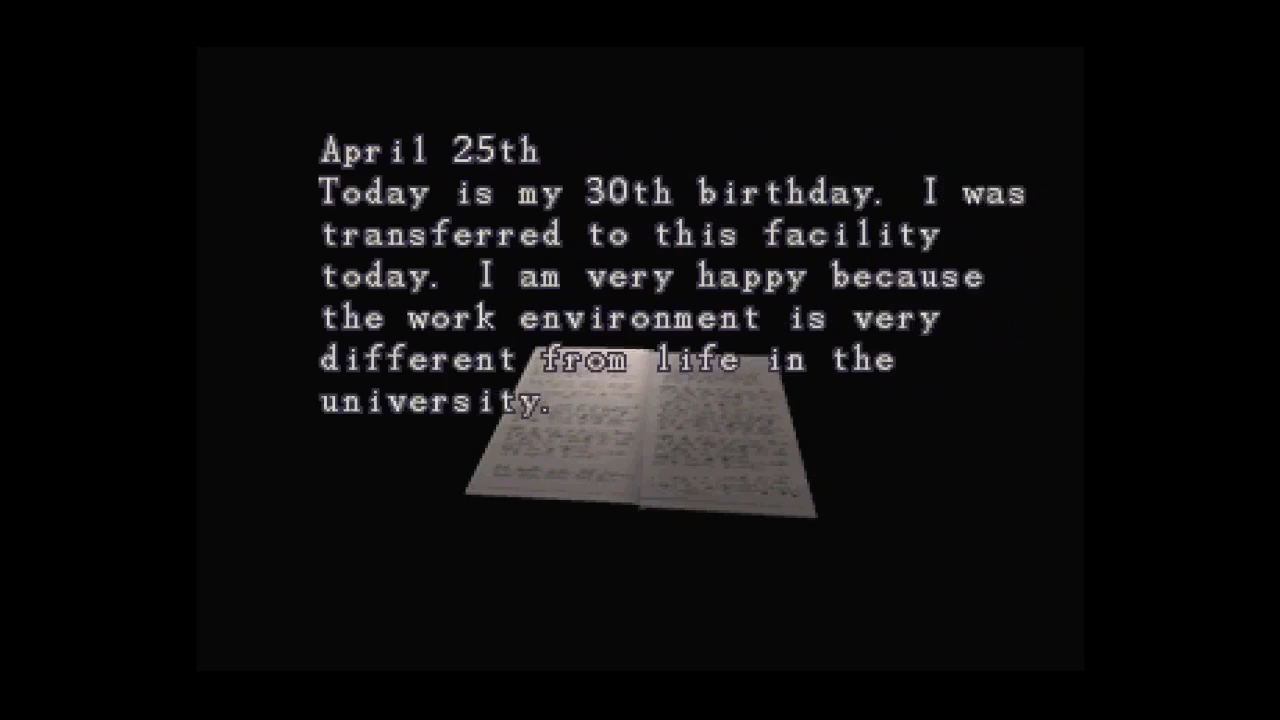 April 25th
Today is my 30th birthday. I was
transferred to this facility
today. I am very happy because
the work environment is very
different from life in the
university.